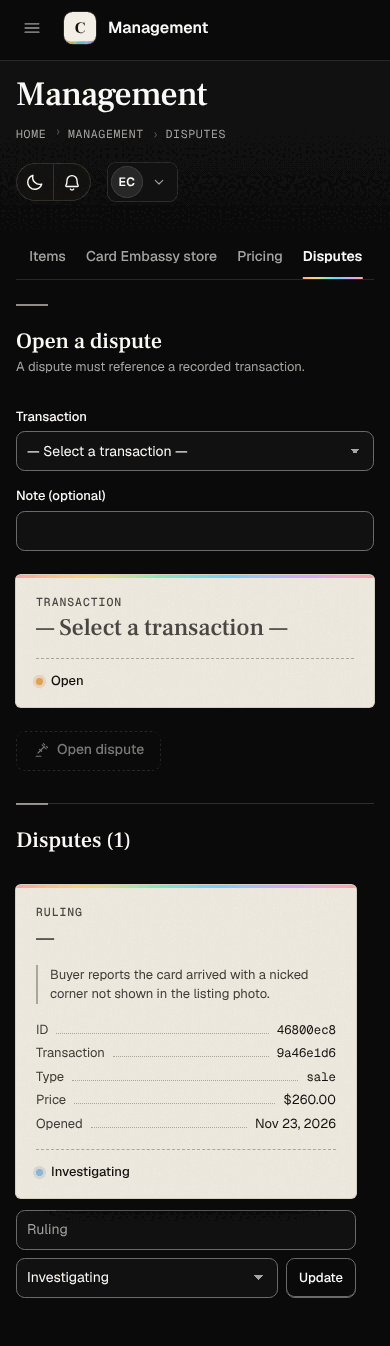 C Management
Management
HOME › MANAGEMENT › DISPUTES
EC
Items Card Embassy store Pricing Disputes
Open a dispute
A dispute must reference a recorded transaction.
Transaction
— Select a transaction —
Note (optional)
TRANSACTION
— Select a transaction —
Open
Open dispute
Disputes (1)
RULING
—
Buyer reports the card arrived with a nicked
corner not shown in the listing photo.
ID 46800ec8
Transaction 9a46e1d6
Type sale
Price $260.00
Opened Nov 23, 2026
Investigating
Ruling
Investigating Update